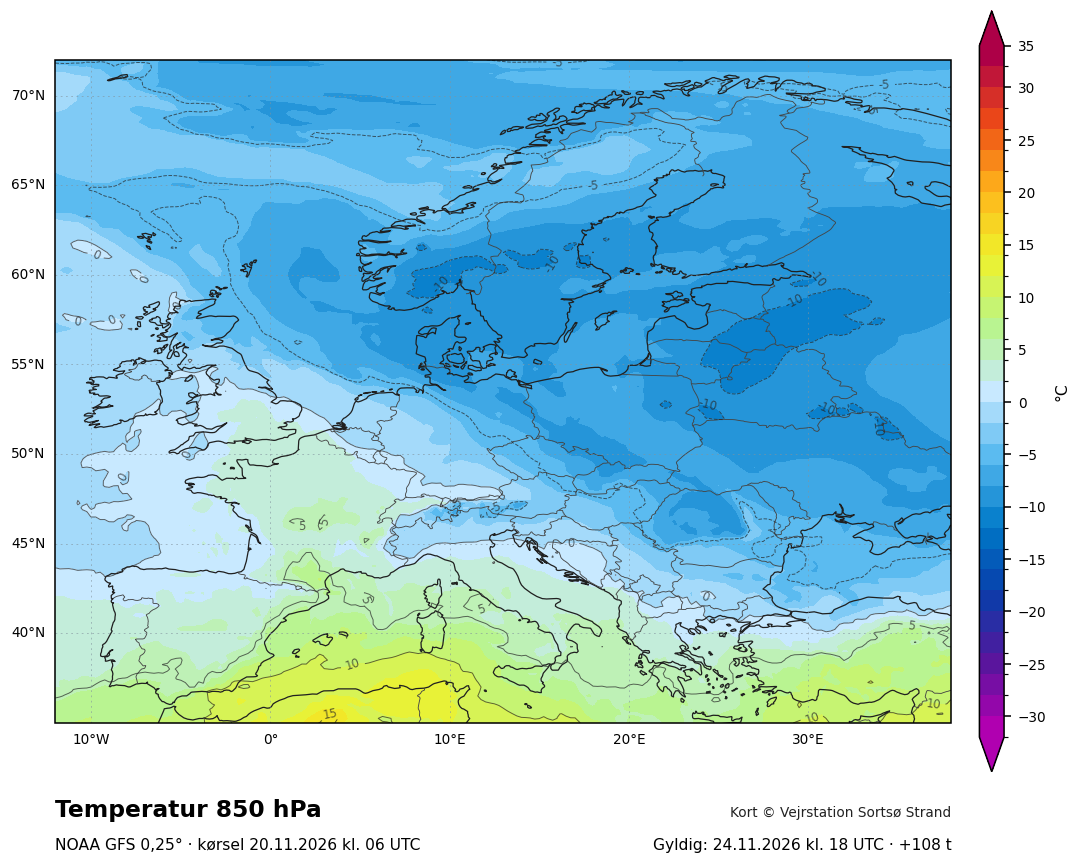 70°N
65°N
60°N
55°N
50°N
45°N
40°N
10°W 0° 10°E 20°E 30°E
35
30
25
20
15
10
5
0
−5
−10
−15
−20
−25
−30
°C
Temperatur 850 hPa
Kort © Vejrstation Sortsø Strand
NOAA GFS 0,25° · kørsel 20.11.2026 kl. 06 UTC
Gyldig: 24.11.2026 kl. 18 UTC · +108 t